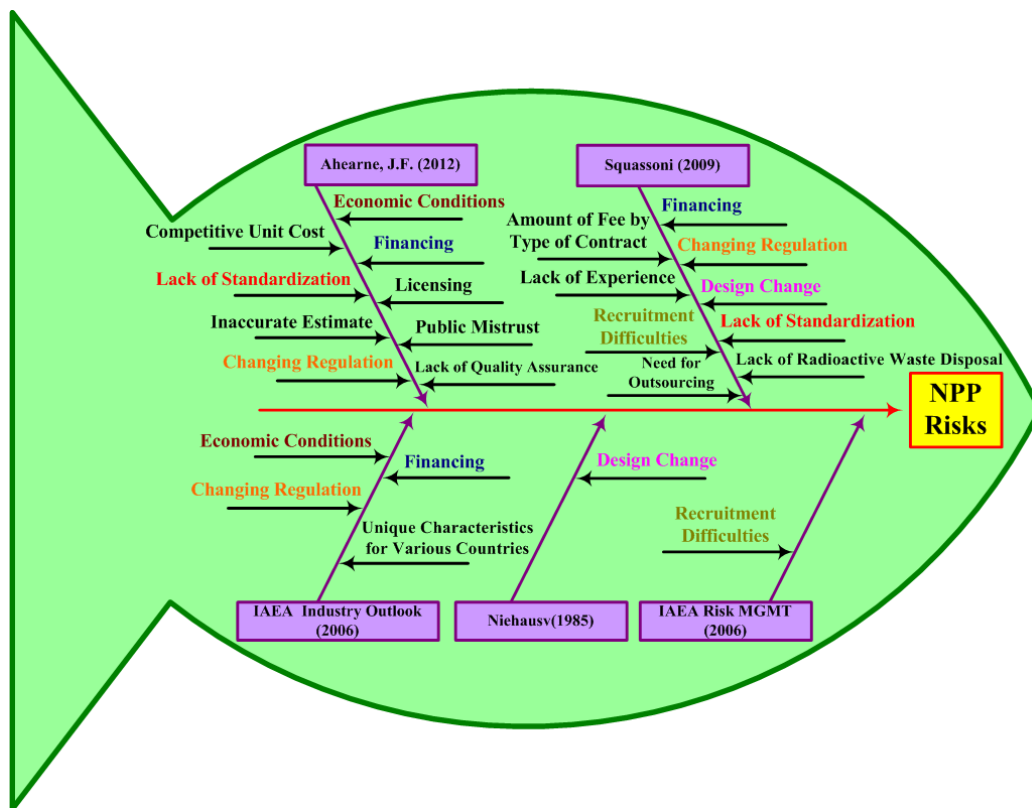 Ahearne, J.F. (2012)
Economic Conditions
Competitive Unit Cost
Financing
Lack of Standardization
Licensing
Inaccurate Estimate
Public Mistrust
Changing Regulation
Lack of Quality Assurance
Squassoni (2009)
Financing
Amount of Fee by
Type of Contract
Changing Regulation
Lack of Experience
Design Change
Recruitment
Difficulties
Lack of Standardization
Need for
Outsourcing
Lack of Radioactive Waste Disposal
NPP
Risks
Economic Conditions
Financing
Changing Regulation
Unique Characteristics
for Various Countries
IAEA Industry Outlook
(2006)
Design Change
Niehausv(1985)
Recruitment
Difficulties
IAEA Risk MGMT
(2006)